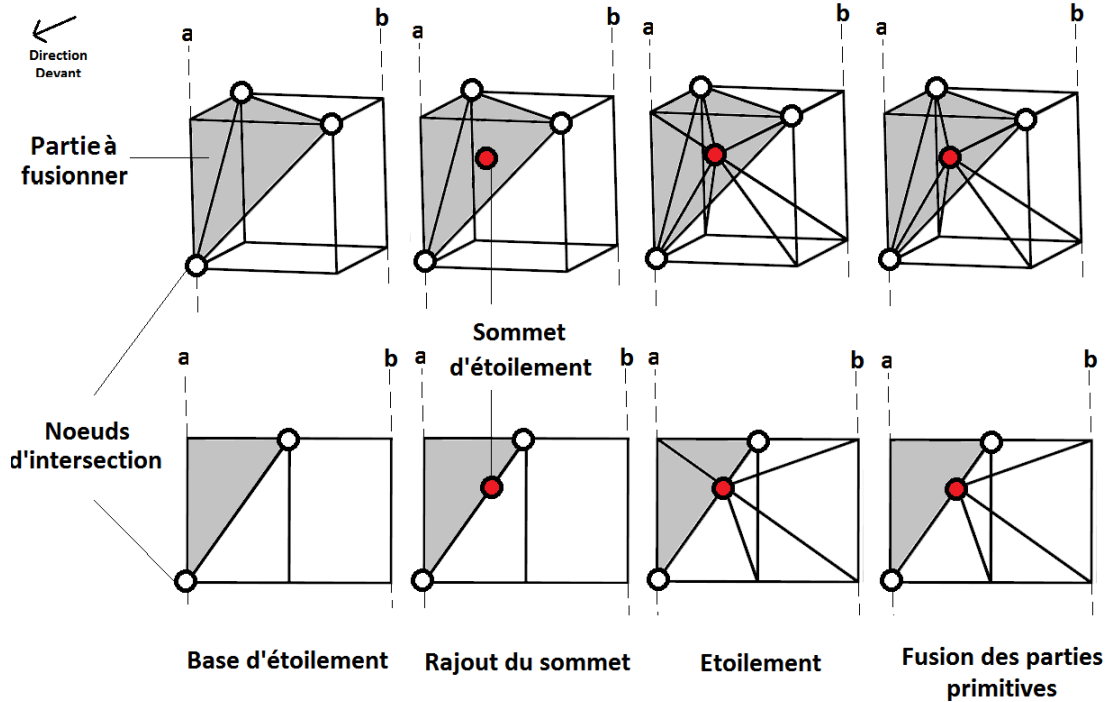 Direction
Devant
a
b
a
b
a
b
a
b
Partie à
fusionner
Sommet
d'étoilement
a
b
a
b
a
b
a
b
Noeuds
d'intersection
Base d'étoilement
Rajout du sommet
Etoilement
Fusion des parties
primitives